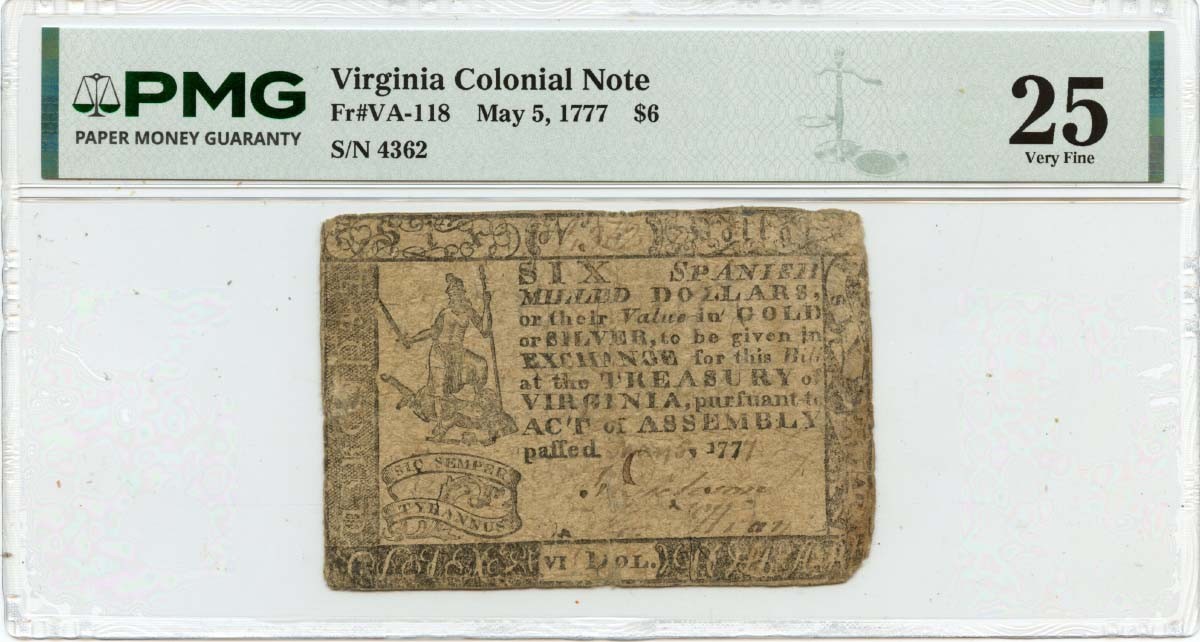 PMG
PAPER MONEY GUARANTY
Virginia Colonial Note
Fr#VA-118 May 5, 1777 $6
S/N 4362
25
Very Fine
SIX SPANISH
MILLED DOLLARS,
or their Value in GOLD
or SILVER, to be given in
EXCHANGE for this Bill
at the TREASURY of
VIRGINIA, purſuant to
ACT of ASSEMBLY
paſſed 1777
SIC SEMPER
TYRANNUS
VI DOL.